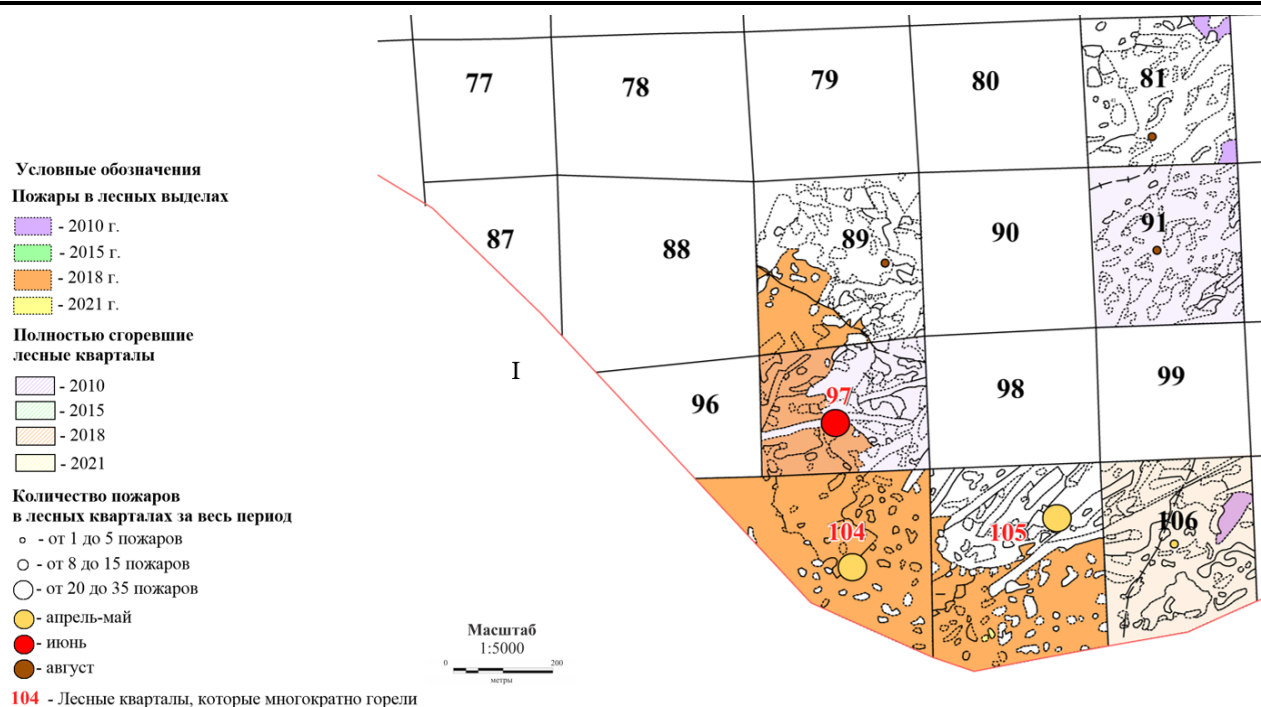 Условные обозначения
Пожары в лесных выделах
- 2010 г.
- 2015 г.
- 2018 г.
- 2021 г.
Полностью сгоревшие
лесные кварталы
- 2010
- 2015
- 2018
- 2021
Количество пожаров
в лесных кварталах за весь период
- от 1 до 5 пожаров
- от 8 до 15 пожаров
- от 20 до 35 пожаров
- апрель-май
- июнь
- август
104 - Лесные кварталы, которые многократно горели
77
78
79
80
81
87
88
89
90
91
I
96
97
98
99
104
105
106
Масштаб
1:5000
0 200
метры